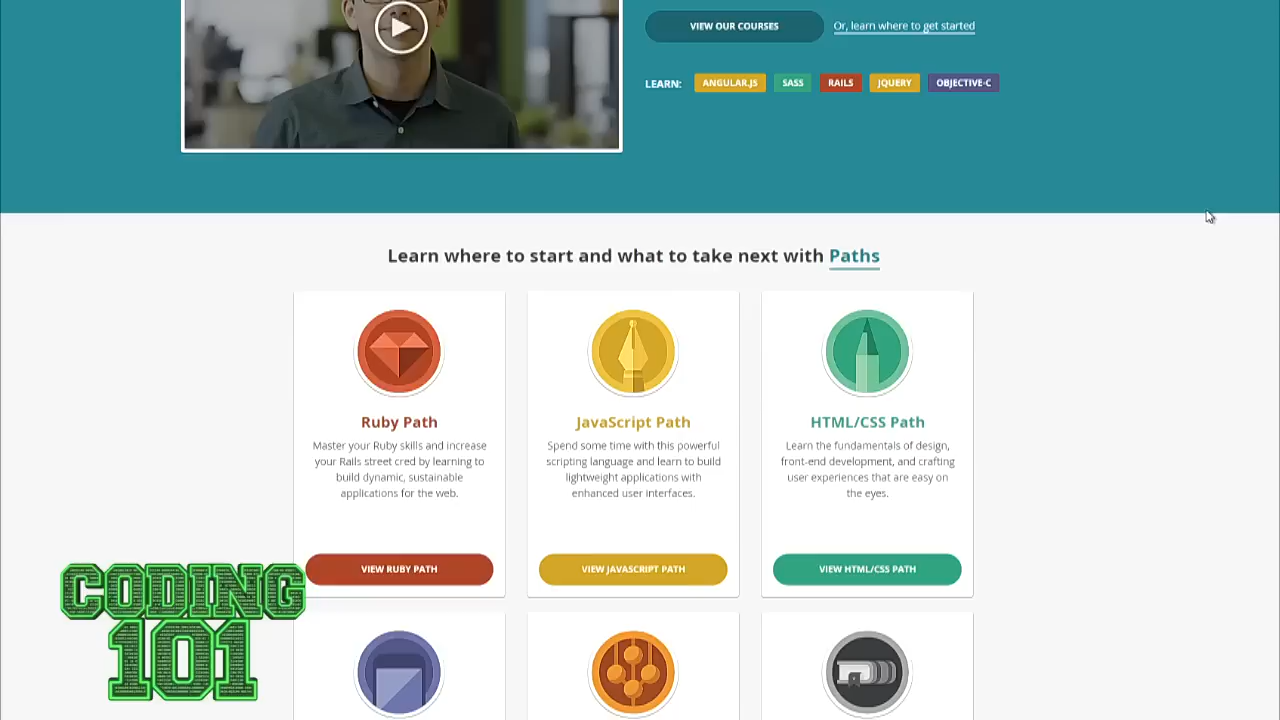 VIEW OUR COURSES
Or, learn where to get started
LEARN:
ANGULAR.JS
SASS
RAILS
JQUERY
OBJECTIVE-C
Learn where to start and what to take next with Paths
Ruby Path
Master your Ruby skills and increase
your Rails street cred by learning to
build dynamic, sustainable
applications for the web.
VIEW RUBY PATH
JavaScript Path
Spend some time with this powerful
scripting language and learn to build
lightweight applications with
enhanced user interfaces.
VIEW JAVASCRIPT PATH
HTML/CSS Path
Learn the fundamentals of design,
front-end development, and crafting
user experiences that are easy on
the eyes.
VIEW HTML/CSS PATH
CODING
101